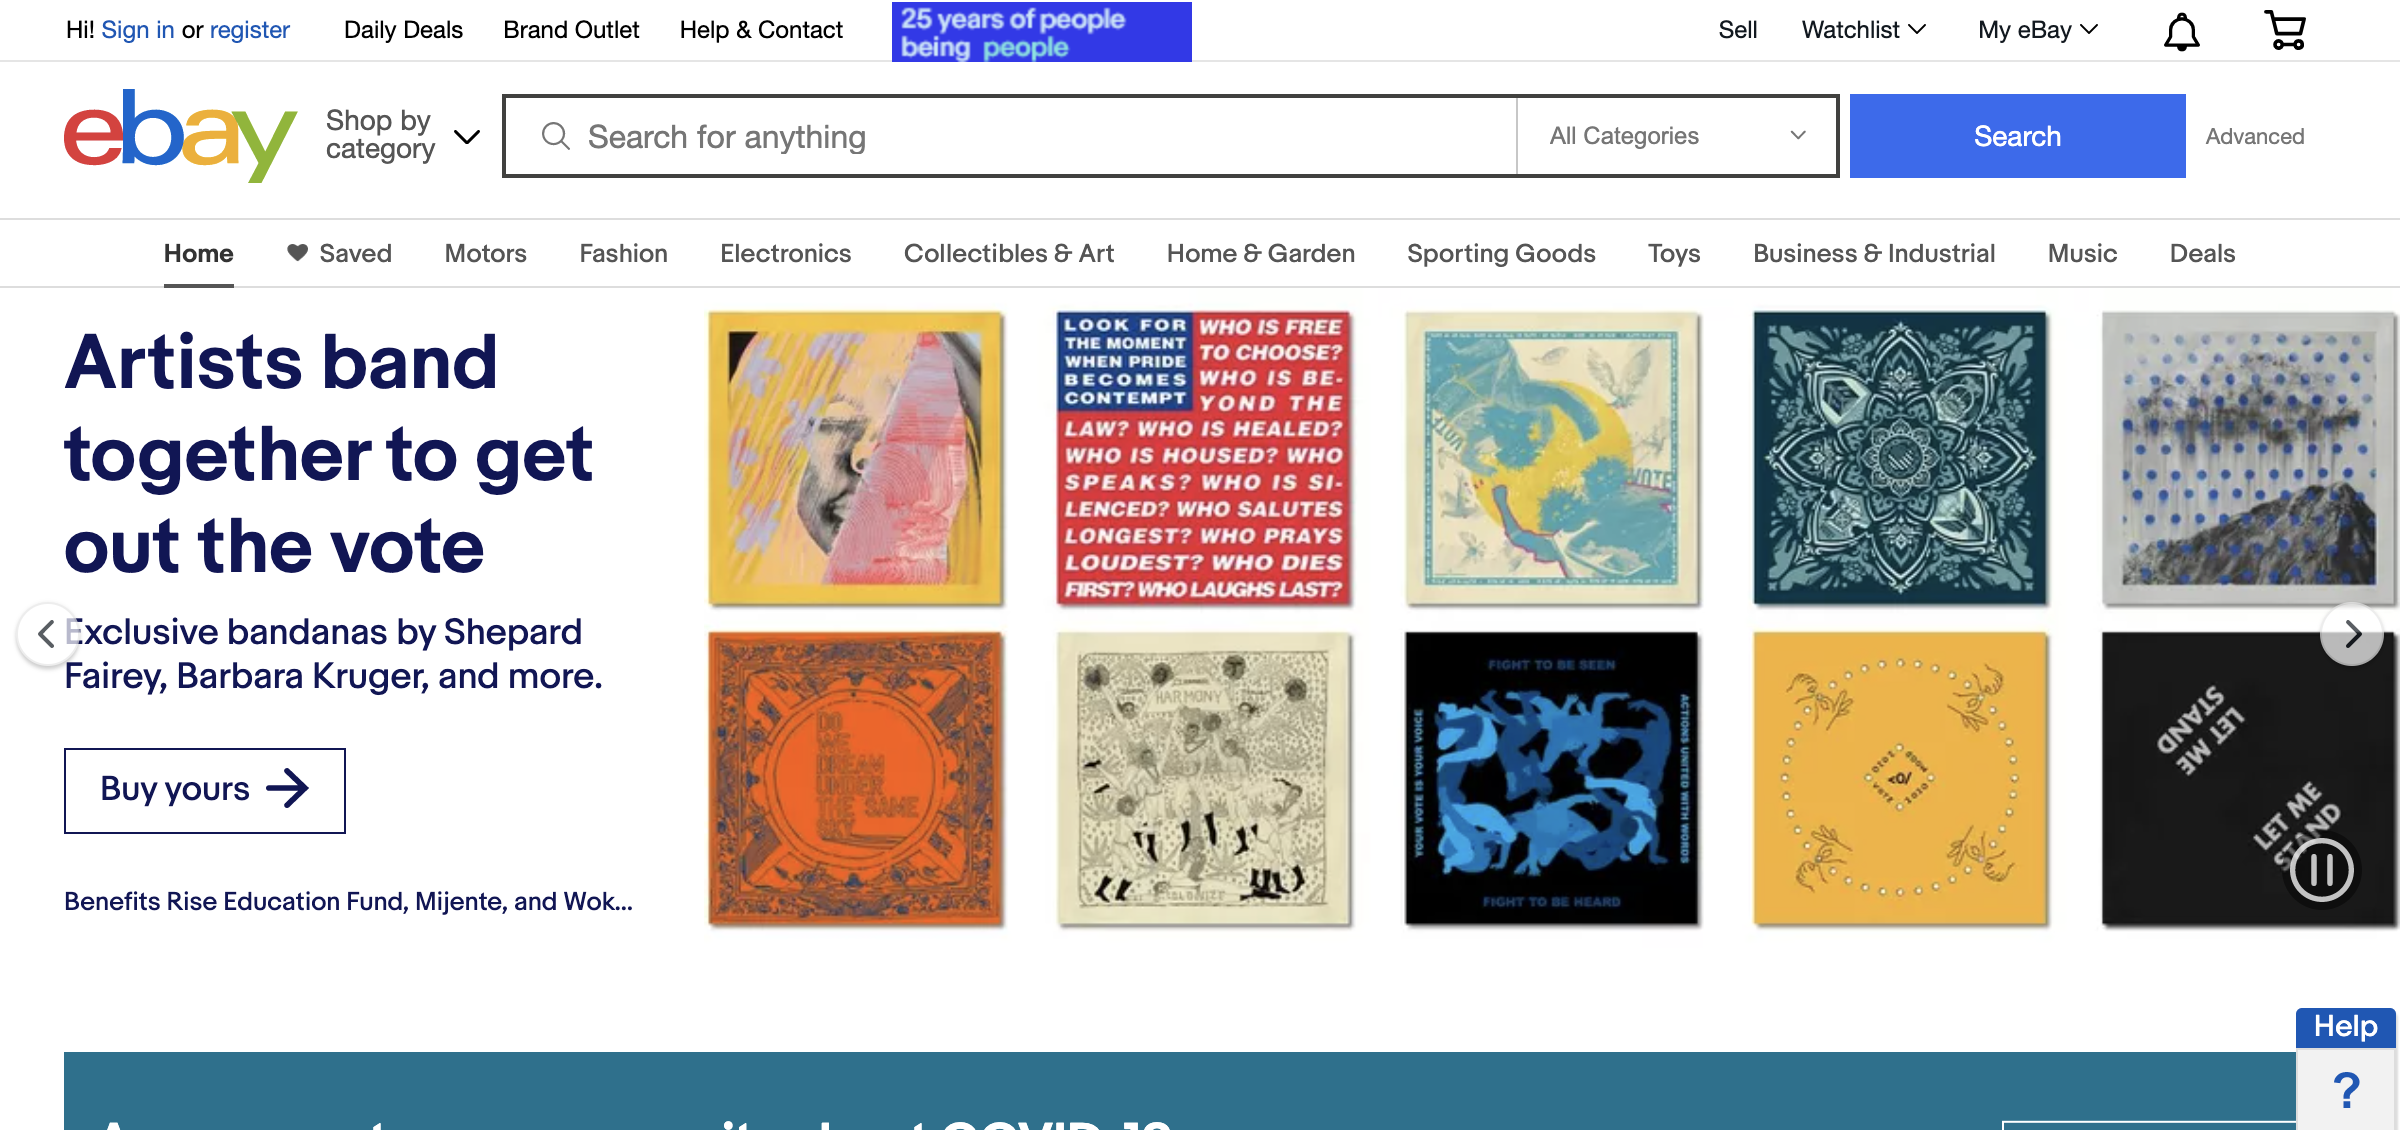 Hi! Sign in or register
Daily Deals
Brand Outlet
Help & Contact
25 years of people
being people
Sell
Watchlist
My eBay
ebay
Shop by
category
Search for anything
All Categories
Search
Advanced
Home
Saved
Motors
Fashion
Electronics
Collectibles & Art
Home & Garden
Sporting Goods
Toys
Business & Industrial
Music
Deals
Artists band
together to get
out the vote
Exclusive bandanas by Shepard
Fairey, Barbara Kruger, and more.
Buy yours
Benefits Rise Education Fund, Mijente, and Wok...
LOOK FOR
THE MOMENT
WHEN PRIDE
BECOMES
CONTEMPT
WHO IS FREE
TO CHOOSE?
WHO IS BE-
YOND THE
LAW? WHO IS HEALED?
WHO IS HOUSED? WHO
SPEAKS? WHO IS SI-
LENCED? WHO SALUTES
LONGEST? WHO PRAYS
LOUDEST? WHO DIES
FIRST? WHO LAUGHS LAST?
VOTE
DO
WE
DREAM
UNDER
THE SAME
SKY
HARMONY
FIGHT TO BE SEEN
YOUR VOTE IS YOUR VOICE
ACTIONS UNITED WITH WORDS
FIGHT TO BE HEARD
LET ME
STAND
LET ME
STAND
Help
?